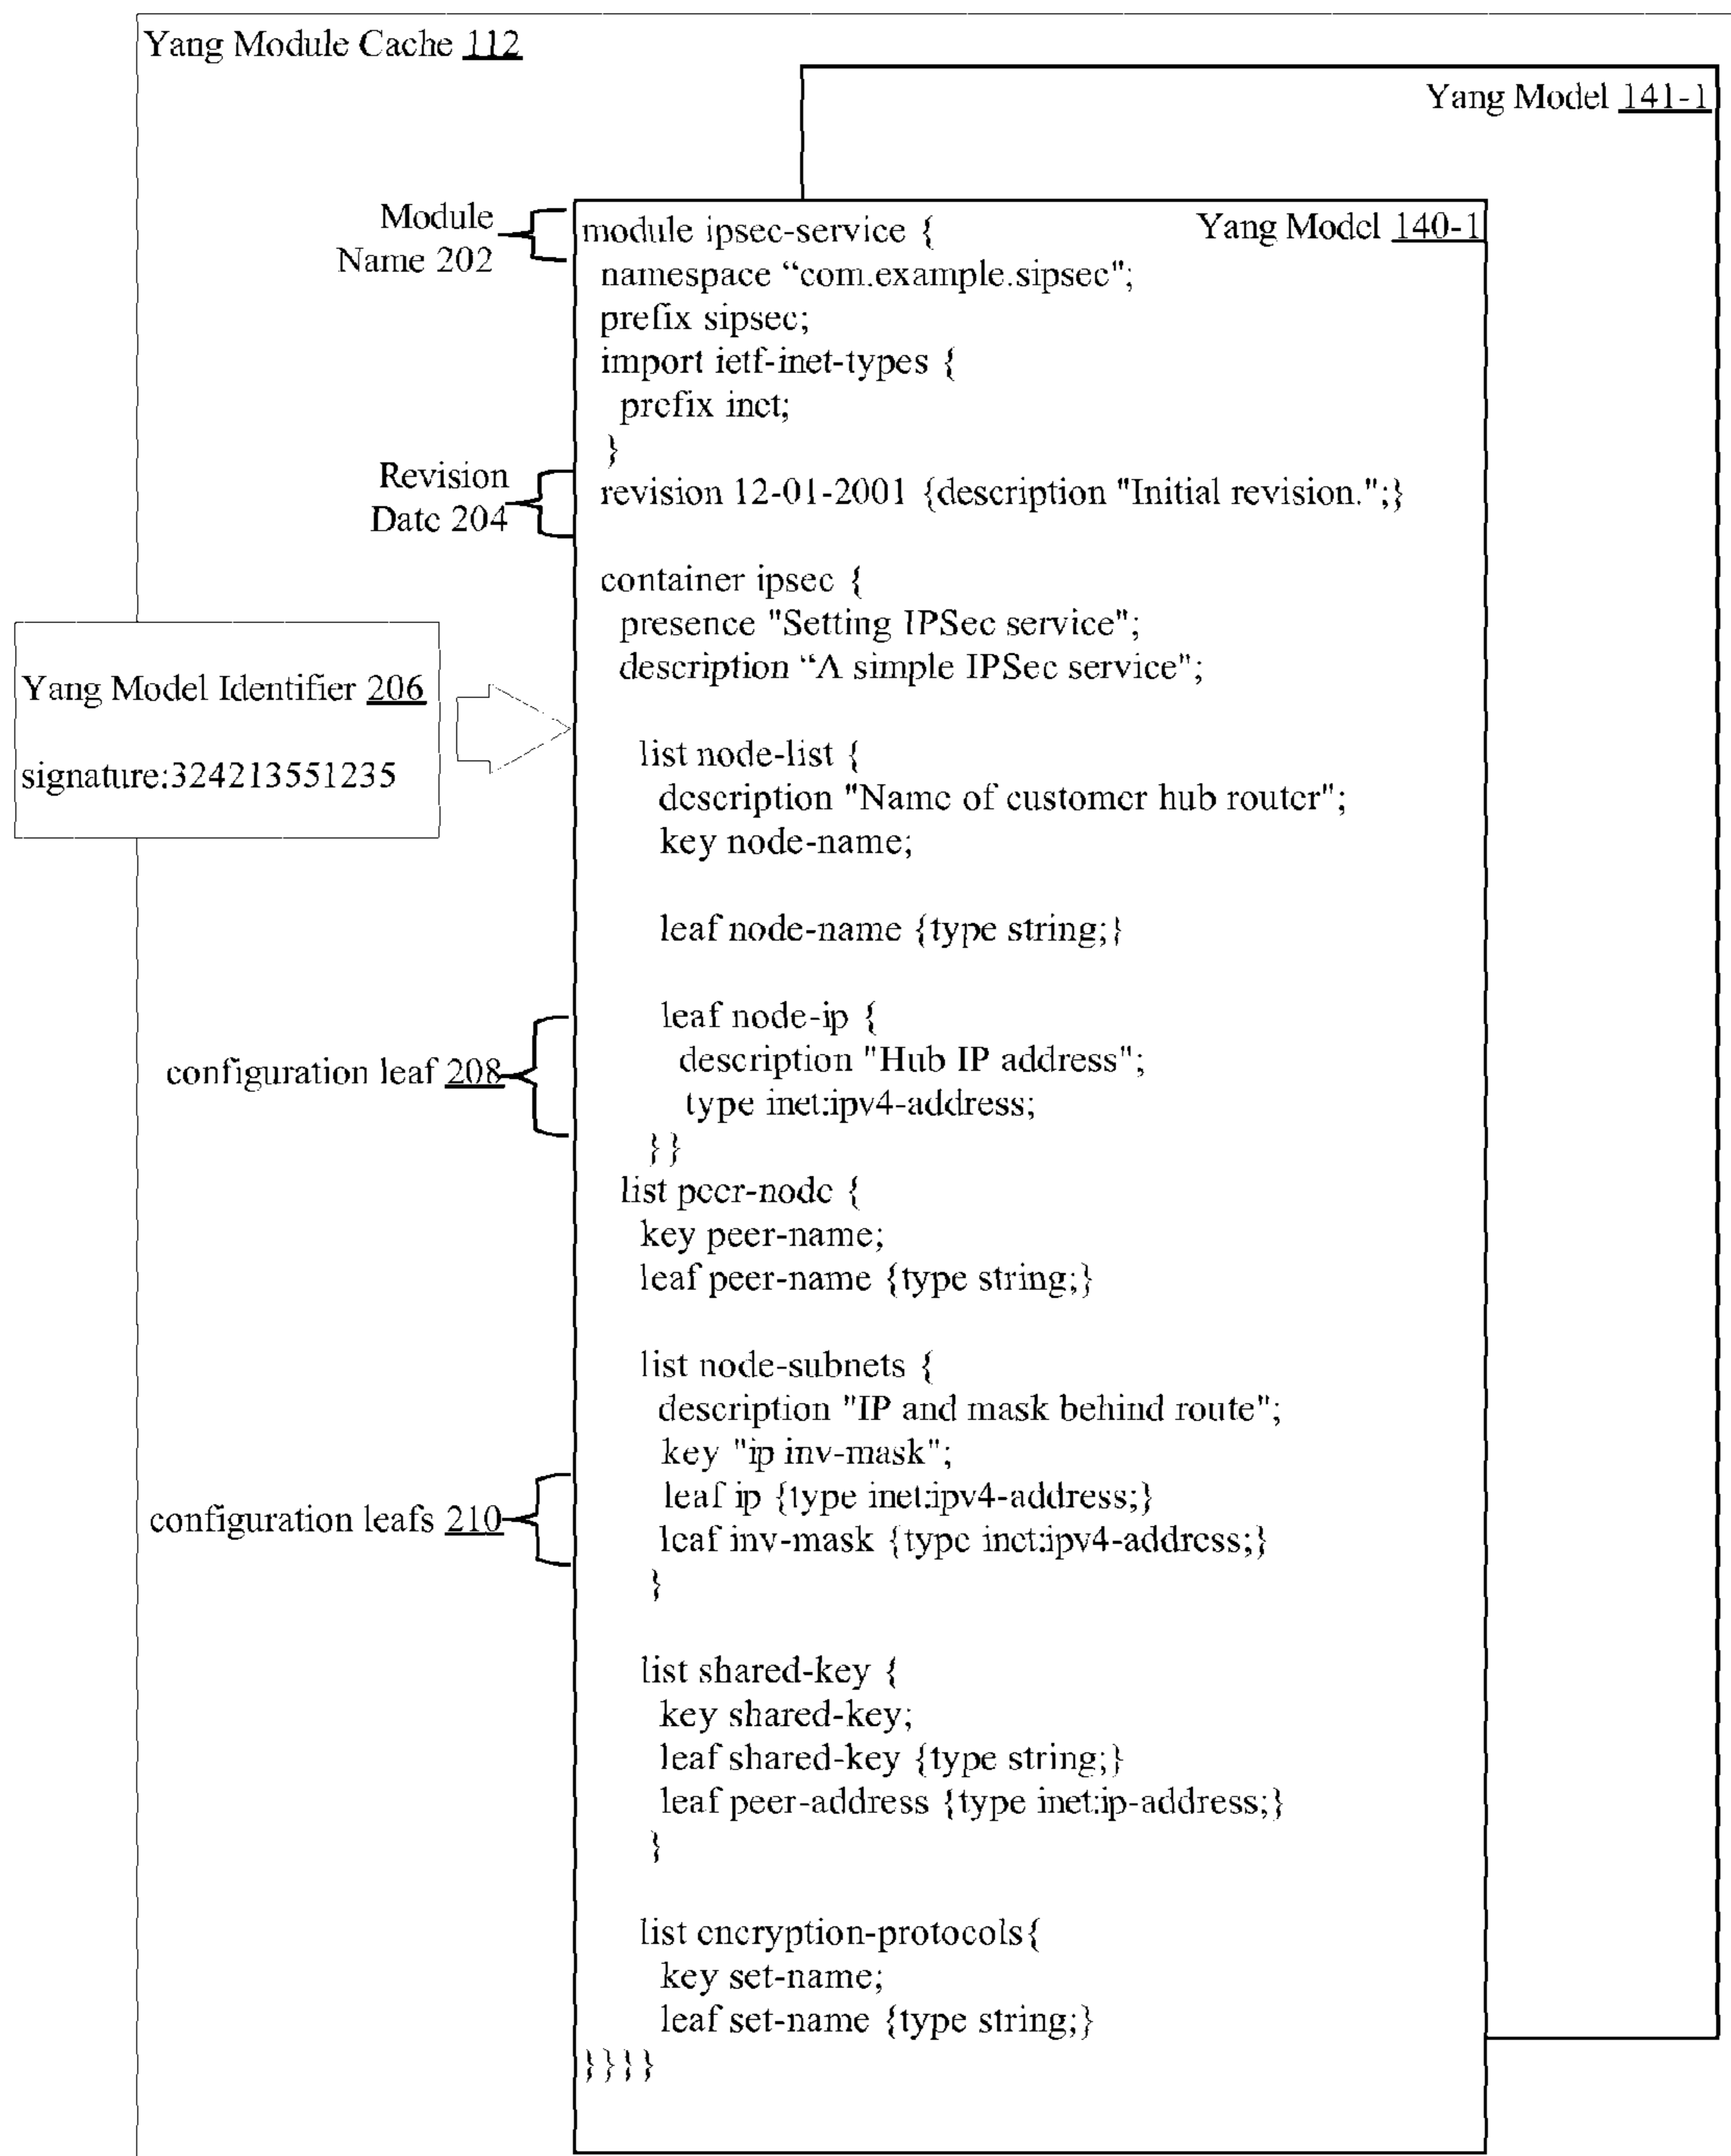 Yang Module Cache 112
Yang Model 141-1
Yang Model 140-1
Module
Name 202
module ipsec-service {
namespace “com.example.sipsec";
prefix sipsec;
import ietf-inet-types {
prefix inet;
}
Revision
Date 204
revision 12-01-2001 {description "Initial revision.";}
container ipsec {
presence "Setting IPSec service";
description “A simple IPSec service";
Yang Model Identifier 206
signature:324213551235
list node-list {
description "Name of customer hub router";
key node-name;
leaf node-name {type string;}
configuration leaf 208
leaf node-ip {
description "Hub IP address";
type inet:ipv4-address;
}}
list peer-node {
key peer-name;
leaf peer-name {type string;}
list node-subnets {
description "IP and mask behind route";
key "ip inv-mask";
configuration leafs 210
leaf ip {type inet:ipv4-address;}
leaf inv-mask {type inet:ipv4-address;}
}
list shared-key {
key shared-key;
leaf shared-key {type string;}
leaf peer-address {type inet:ip-address;}
}
list encryption-protocols{
key set-name;
leaf set-name {type string;}
}}}}